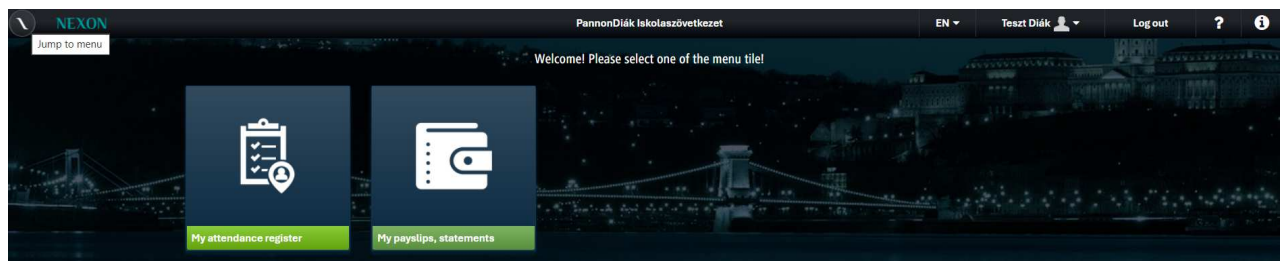 NEXON
PannonDiák Iskolaszövetkezet
EN
Teszt Diák
Log out
?
i
Jump to menu
Welcome! Please select one of the menu tile!
My attendance register
My payslips, statements